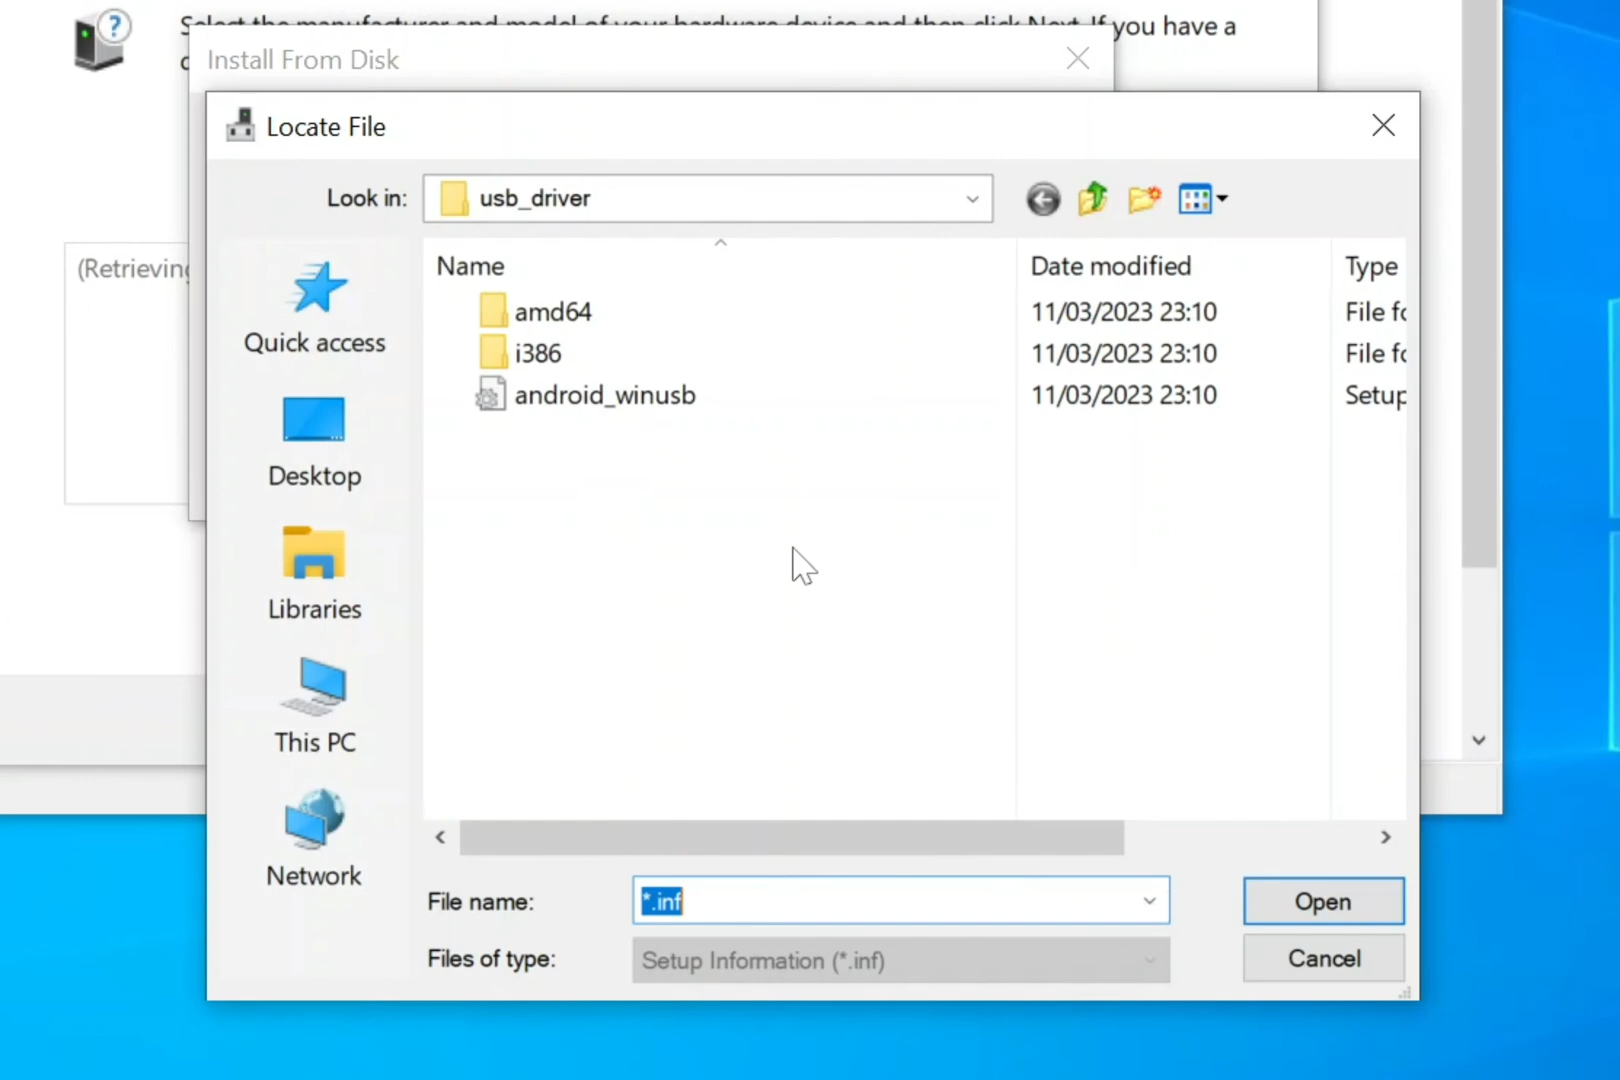 Select the manufacturer and model of your hardware device and then click Next. If you have a
Install From Disk
Locate File
Look in: usb_driver
(Retrieving
Name Date modified Type
amd64 11/03/2023 23:10 File fo
i386 11/03/2023 23:10 File fo
android_winusb 11/03/2023 23:10 Setup
Quick access
Desktop
Libraries
This PC
Network
File name: *.inf Open
Files of type: Setup Information (*.inf) Cancel